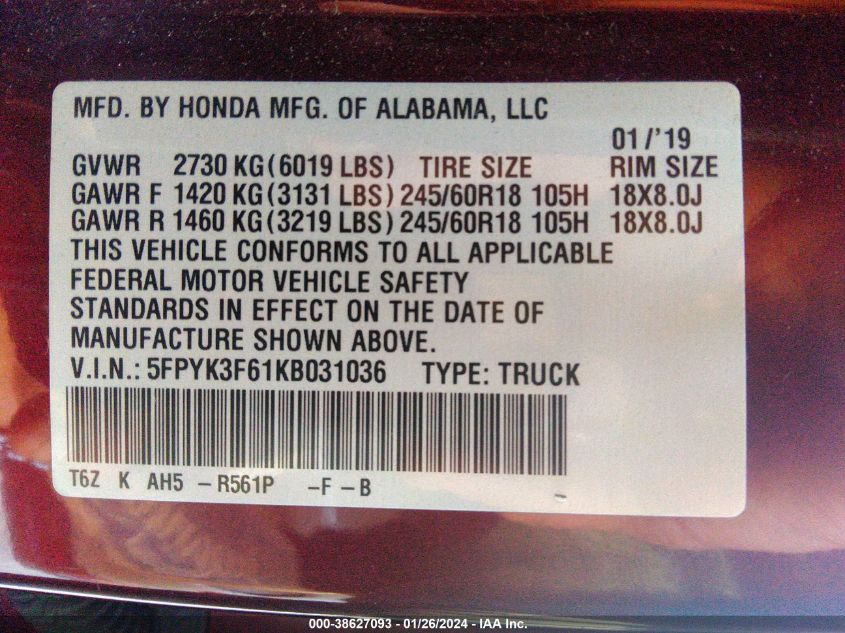 MFD. BY HONDA MFG. OF ALABAMA, LLC
01/'19
GVWR 2730 KG (6019 LBS) TIRE SIZE RIM SIZE
GAWR F 1420 KG (3131 LBS) 245/60R18 105H 18X8.0J
GAWR R 1460 KG (3219 LBS) 245/60R18 105H 18X8.0J
THIS VEHICLE CONFORMS TO ALL APPLICABLE
FEDERAL MOTOR VEHICLE SAFETY
STANDARDS IN EFFECT ON THE DATE OF
MANUFACTURE SHOWN ABOVE.
V.I.N.: 5FPYK3F61KB031036 TYPE: TRUCK
T6Z K AH5 – R561P – F – B
000-38627093 - 01/26/2024 - IAA Inc.